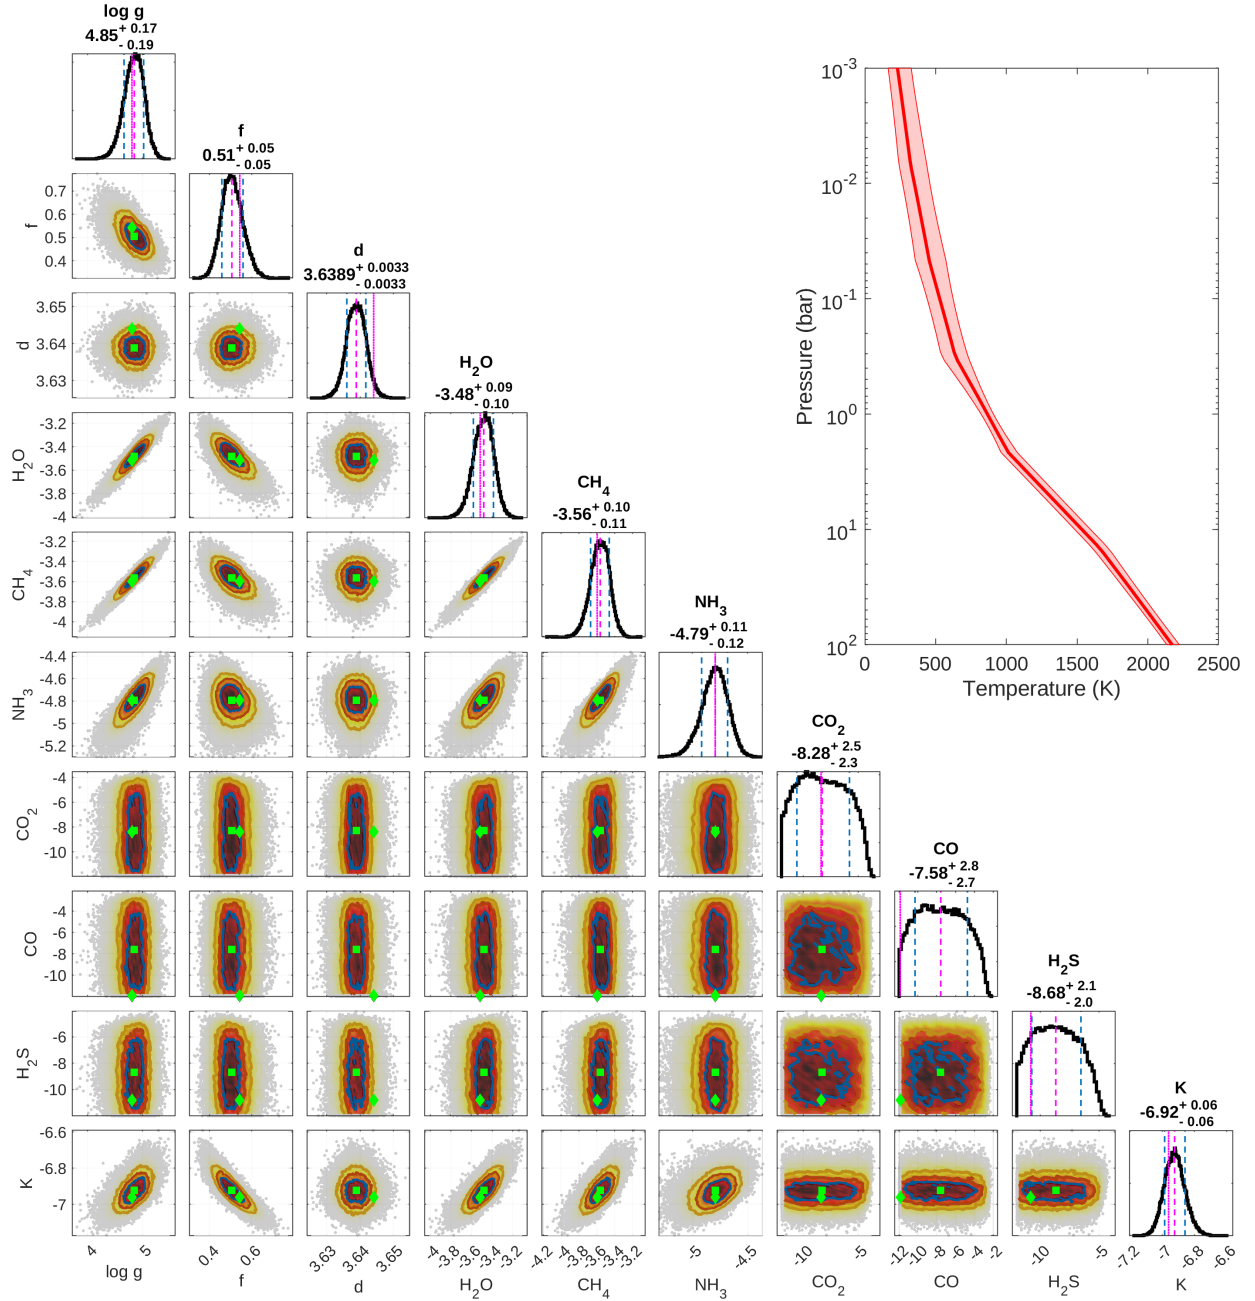 log g
4.85 + 0.17 - 0.19
f
0.51 + 0.05 - 0.05
d
3.6389 + 0.0033 - 0.0033
H2O
-3.48 + 0.09 - 0.10
CH4
-3.56 + 0.10 - 0.11
NH3
-4.79 + 0.11 - 0.12
CO2
-8.28 + 2.5 - 2.3
CO
-7.58 + 2.8 - 2.7
H2S
-8.68 + 2.1 - 2.0
K
-6.92 + 0.06 - 0.06
10-3
10-2
10-1
100
101
102
Pressure (bar)
0 500 1000 1500 2000 2500
Temperature (K)
f
0.7
0.6
0.5
0.4
d
3.65
3.64
3.63
H2O
-3.2
-3.4
-3.6
-3.8
-4
CH4
-3.2
-3.4
-3.6
-3.8
-4
NH3
-4.4
-4.6
-4.8
-5
-5.2
CO2
-4
-6
-8
-10
CO
-4
-6
-8
-10
H2S
-6
-8
-10
K
-6.6
-6.8
-7
4 5
0.4 0.6
3.63 3.64 3.65
-4 -3.8 -3.6 -3.4 -3.2
-4.2 -4 -3.8 -3.6 -3.4 -3.2
-5 -4.5
-10 -5
-12 -10 -8 -6 -4 -2
-10 -5
-7.2 -7 -6.8 -6.6
log g f d H2O CH4 NH3 CO2 CO H2S K